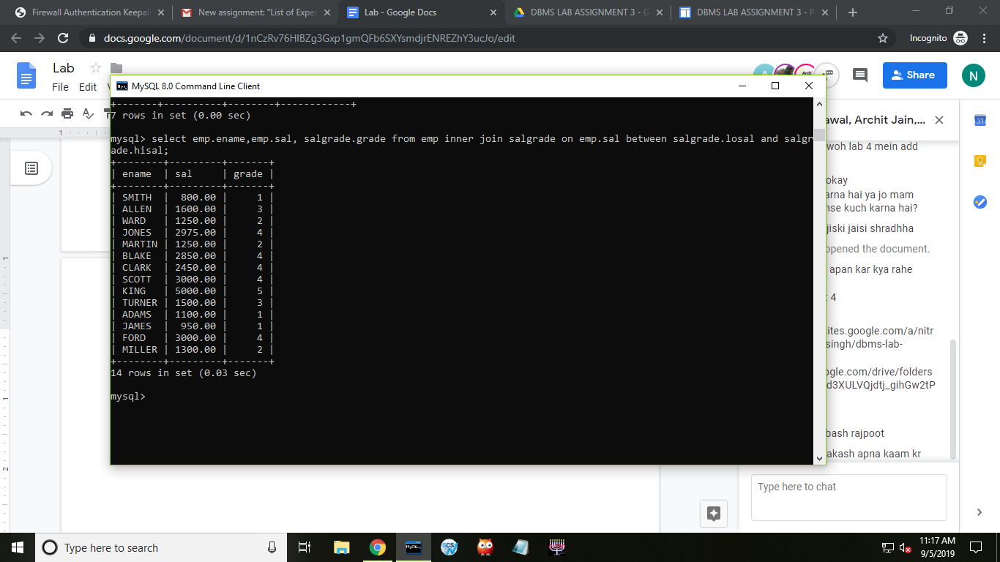 Firewall Authentication Keepali
New assignment: "List of Exper
Lab - Google Docs
DBMS LAB ASSIGNMENT 3 - G
DBMS LAB ASSIGNMENT 3 - P
docs.google.com/document/d/1nCzRv76HIBZg3Gxp1gmQFb6SXYsmdjrENREZhY3ucJo/edit
Incognito
Lab
File Edit V
Share
N
MySQL 8.0 Command Line Client
+-------+----------+--------+------------+
7 rows in set (0.00 sec)
mysql> select emp.ename,emp.sal, salgrade.grade from emp inner join salgrade on emp.sal between salgrade.losal and salgr
ade.hisal;
+--------+---------+-------+
| ename  | sal     | grade |
+--------+---------+-------+
| SMITH  |  800.00 |     1 |
| ALLEN  | 1600.00 |     3 |
| WARD   | 1250.00 |     2 |
| JONES  | 2975.00 |     4 |
| MARTIN | 1250.00 |     2 |
| BLAKE  | 2850.00 |     4 |
| CLARK  | 2450.00 |     4 |
| SCOTT  | 3000.00 |     4 |
| KING   | 5000.00 |     5 |
| TURNER | 1500.00 |     3 |
| ADAMS  | 1100.00 |     1 |
| JAMES  |  950.00 |     1 |
| FORD   | 3000.00 |     4 |
| MILLER | 1300.00 |     2 |
+--------+---------+-------+
14 rows in set (0.03 sec)
mysql>
awal, Archit Jain,...
woh lab 4 mein add
okay
arna hai ya jo mam
nse kuch karna hai?
jiski jaisi shradhha
opened the document.
apan kar kya rahe
4
sites.google.com/a/nitr
singh/dbms-lab-
ogle.com/drive/folders
d3XULVQjdtj_gihGw2tP
bash rajpoot
akash apna kaam kr
Type here to chat
1
1
1
2
31
Type here to search
11:17 AM
9/5/2019